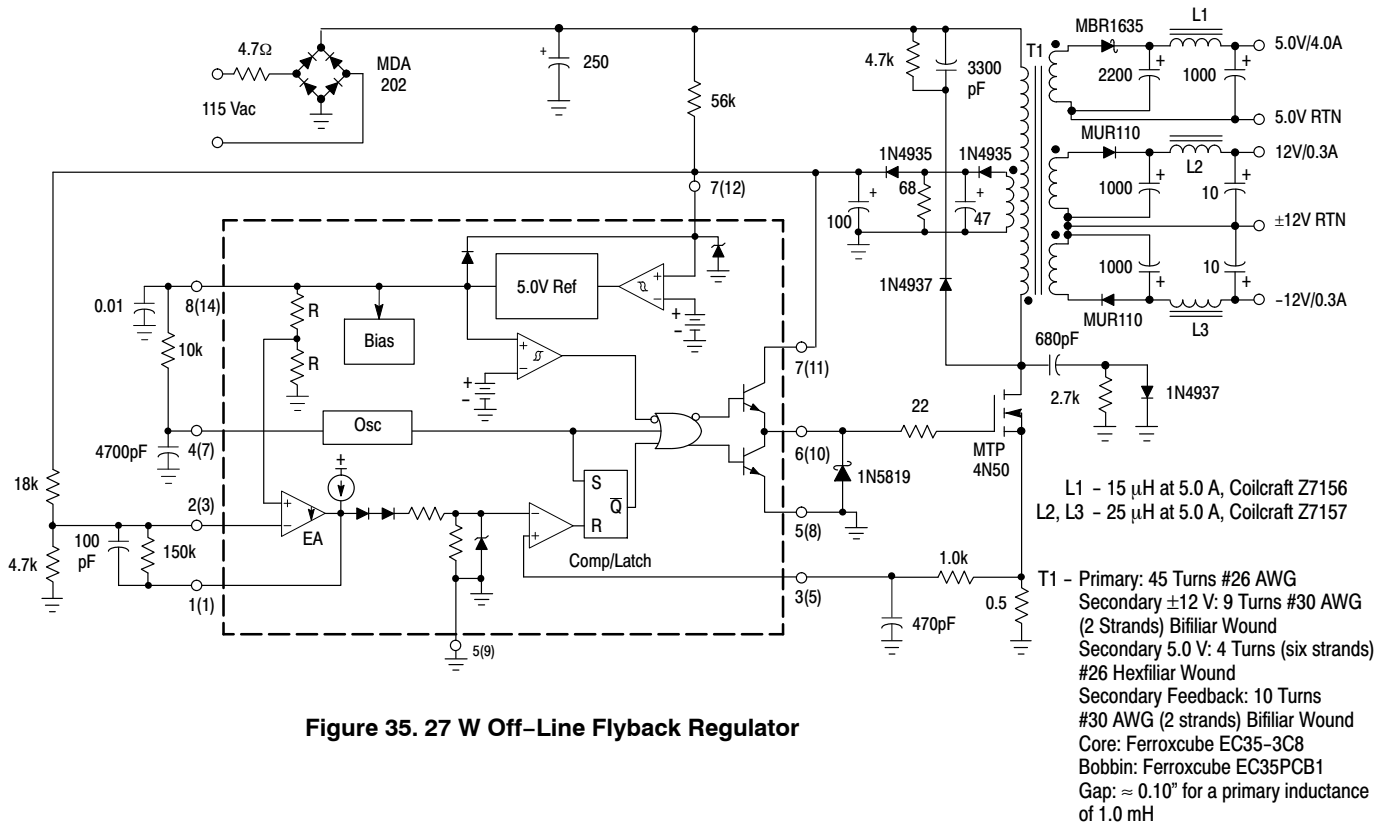 4.7Ω
MDA
202
115 Vac
+
250
56k
4.7k
3300
pF
T1
MBR1635
L1
+
2200
+
1000
5.0V/4.0A
5.0V RTN
MUR110
L2
+
1000
+
10
12V/0.3A
±12V RTN
1000
+
10
+
MUR110
L3
–12V/0.3A
1N4935
68
1N4935
+
100
+
47
7(12)
1N4937
680pF
2.7k
1N4937
0.01
8(14)
R
R
Bias
5.0V Ref
+
–
+
–
+
–
+
–
10k
7(11)
4700pF
4(7)
Osc
22
MTP
4N50
6(10)
18k
+
S
Q
R
1N5819
5(8)
2(3)
+
–
EA
–
+
Comp/Latch
100
pF
150k
4.7k
1(1)
1.0k
3(5)
470pF
0.5
5(9)
L1 – 15 μH at 5.0 A, Coilcraft Z7156
L2, L3 – 25 μH at 5.0 A, Coilcraft Z7157
T1 – Primary: 45 Turns #26 AWG
Secondary ±12 V: 9 Turns #30 AWG
(2 Strands) Bifiliar Wound
Secondary 5.0 V: 4 Turns (six strands)
#26 Hexfiliar Wound
Secondary Feedback: 10 Turns
#30 AWG (2 strands) Bifiliar Wound
Core: Ferroxcube EC35–3C8
Bobbin: Ferroxcube EC35PCB1
Gap: ≈ 0.10" for a primary inductance
of 1.0 mH
Figure 35. 27 W Off–Line Flyback Regulator